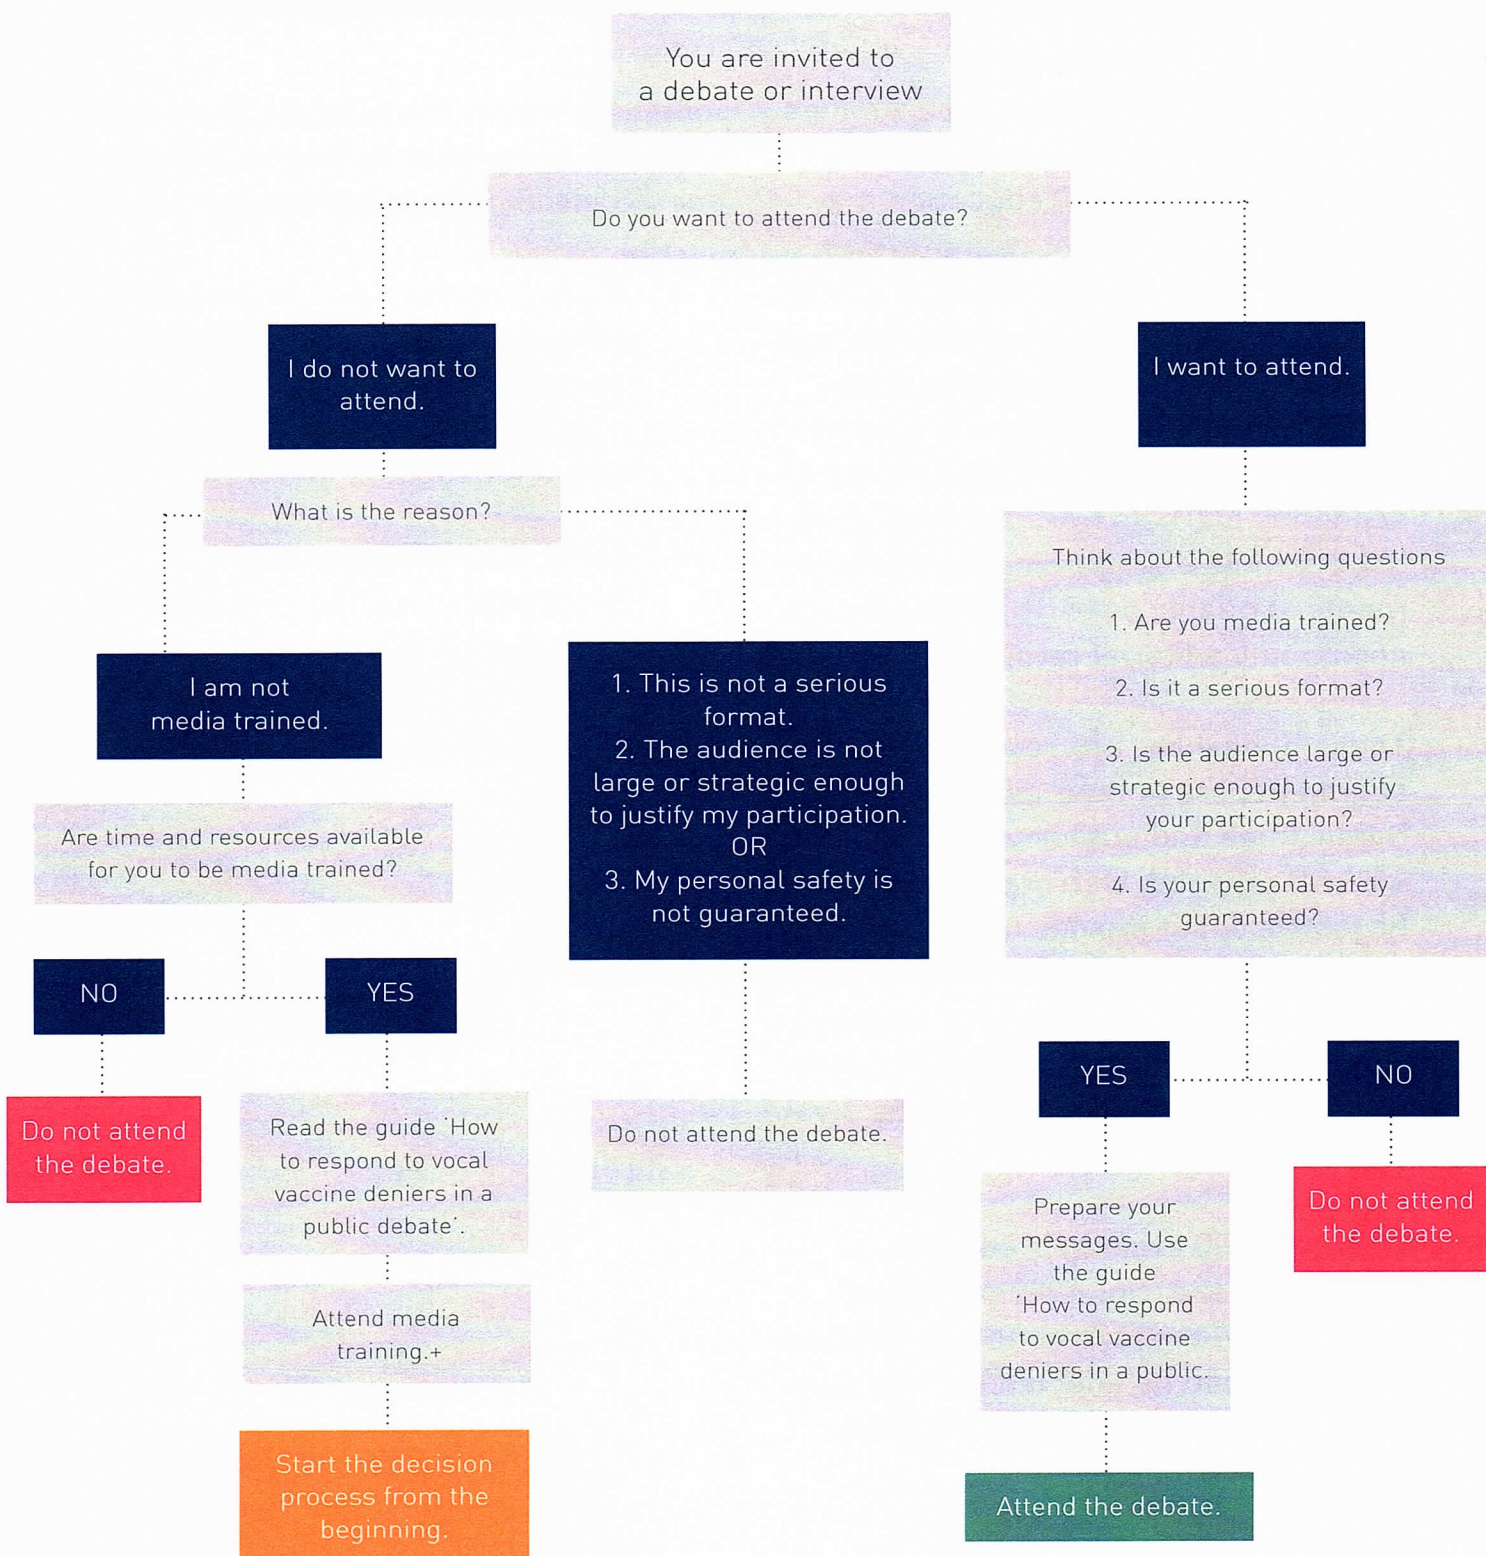 You are invited to
a debate or interview
Do you want to attend the debate?
I do not want to
attend.
I want to attend.
What is the reason?
Think about the following questions
1. Are you media trained?
2. Is it a serious format?
3. Is the audience large or
strategic enough to justify
your participation?
4. Is your personal safety
guaranteed?
I am not
media trained.
1. This is not a serious
format.
2. The audience is not
large or strategic enough
to justify my participation.
OR
3. My personal safety is
not guaranteed.
Are time and resources available
for you to be media trained?
NO
YES
Do not attend
the debate.
Read the guide 'How
to respond to vocal
vaccine deniers in a
public debate'.
Attend media
training.+
Start the decision
process from the
beginning.
Do not attend the debate.
YES
NO
Prepare your
messages. Use
the guide
'How to respond
to vocal vaccine
deniers in a public.
Do not attend
the debate.
Attend the debate.